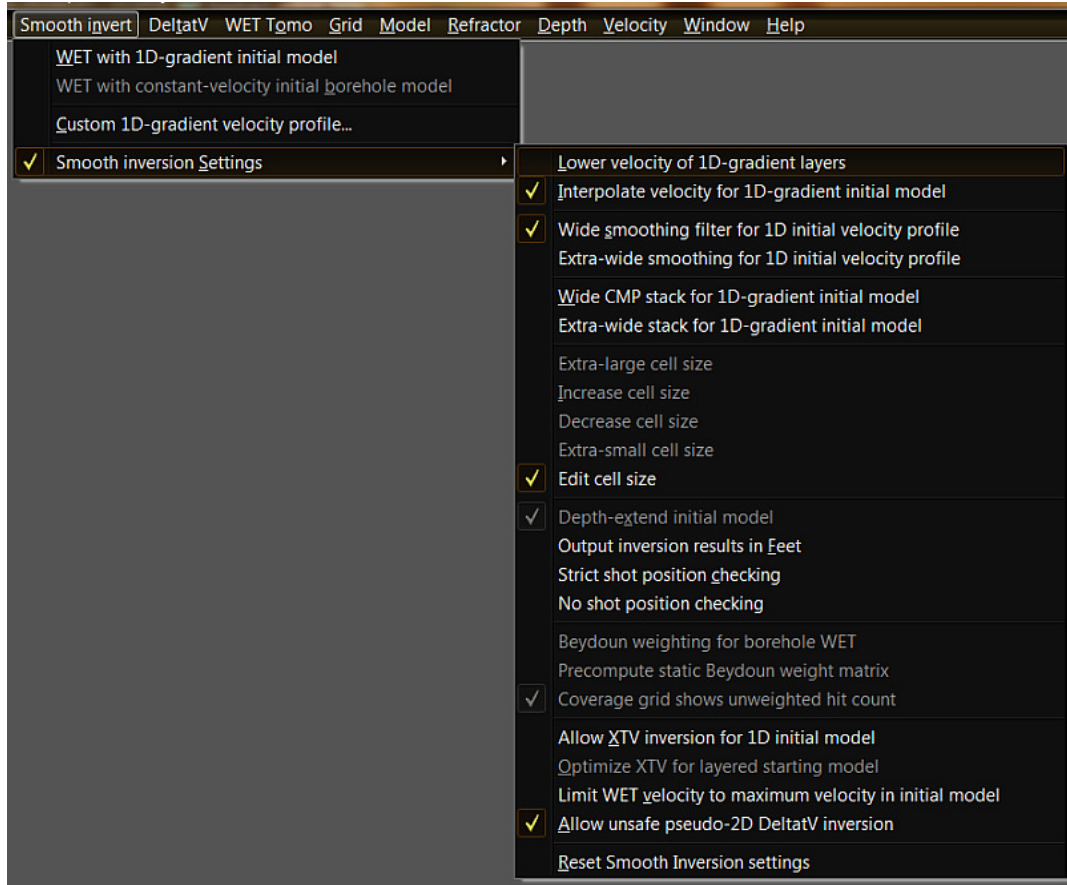 Smooth invert DeltatV WET Tomo Grid Model Refractor Depth Velocity Window Help
WET with 1D-gradient initial model
WET with constant-velocity initial borehole model
Custom 1D-gradient velocity profile...
Smooth inversion Settings
Lower velocity of 1D-gradient layers
Interpolate velocity for 1D-gradient initial model
Wide smoothing filter for 1D initial velocity profile
Extra-wide smoothing for 1D initial velocity profile
Wide CMP stack for 1D-gradient initial model
Extra-wide stack for 1D-gradient initial model
Extra-large cell size
Increase cell size
Decrease cell size
Extra-small cell size
Edit cell size
Depth-extend initial model
Output inversion results in Feet
Strict shot position checking
No shot position checking
Beydoun weighting for borehole WET
Precompute static Beydoun weight matrix
Coverage grid shows unweighted hit count
Allow XTV inversion for 1D initial model
Optimize XTV for layered starting model
Limit WET velocity to maximum velocity in initial model
Allow unsafe pseudo-2D DeltatV inversion
Reset Smooth Inversion settings